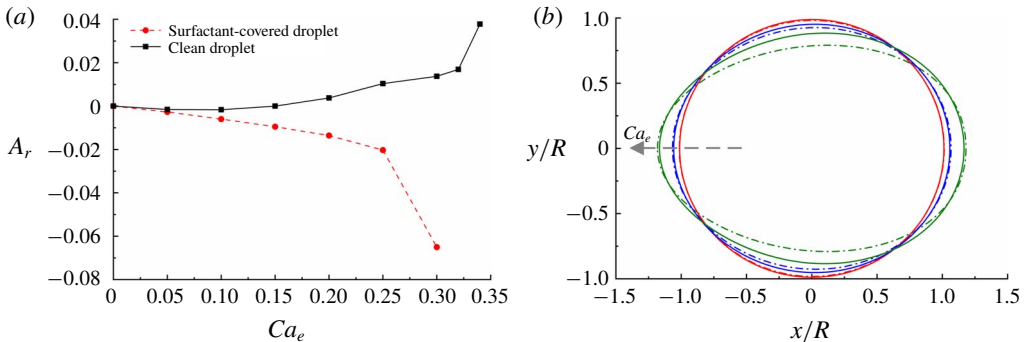 (a)
0.04
Surfactant-covered droplet
Clean droplet
0.02
0
A_r
−0.02
−0.04
−0.06
−0.08
0 0.05 0.10 0.15 0.20 0.25 0.30 0.35
Ca_e
(b)
1.0
0.5
Ca_e
y/R 0
−0.5
−1.0
−1.5 −1.0 −0.5 0 0.5 1.0 1.5
x/R